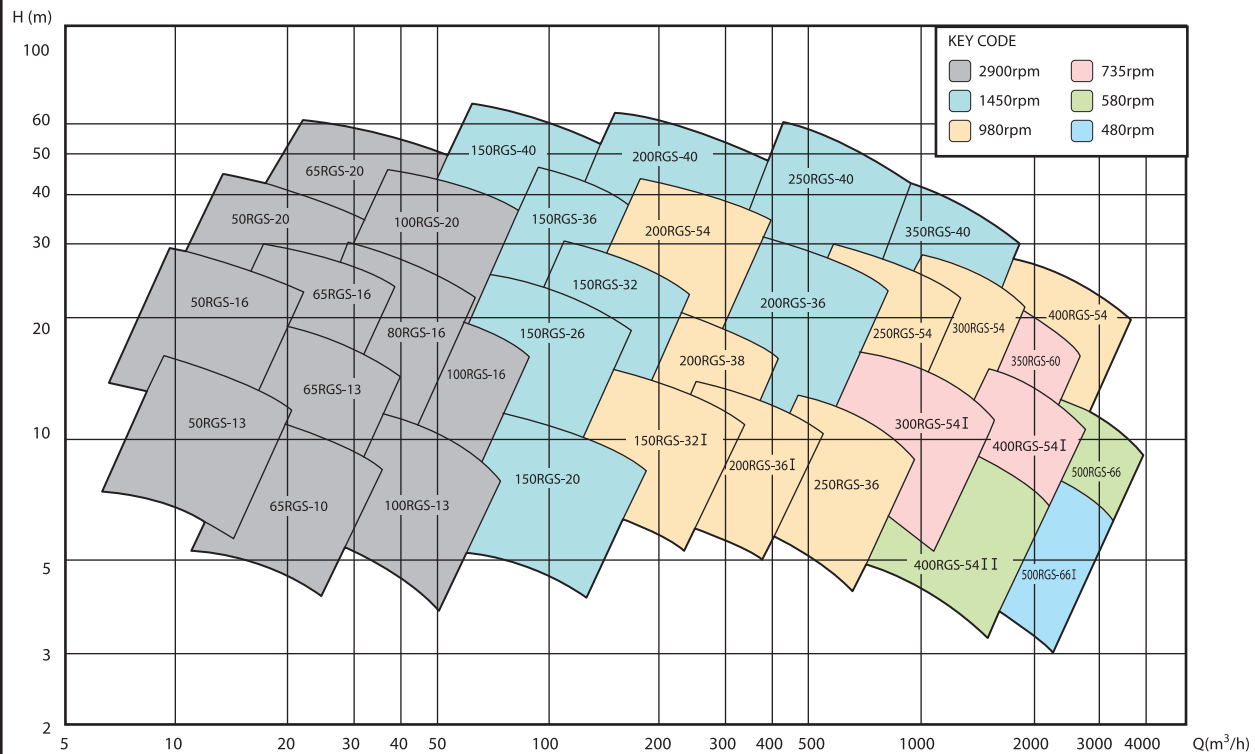 H (m)
100
60
50
40
30
20
10
5
3
2
KEY CODE
2900rpm
735rpm
1450rpm
580rpm
980rpm
480rpm
150RGS-40
200RGS-40
65RGS-20
250RGS-40
50RGS-20
100RGS-20
150RGS-36
200RGS-54
350RGS-40
50RGS-16
65RGS-16
150RGS-32
200RGS-36
400RGS-54
80RGS-16
150RGS-26
250RGS-54
300RGS-54
100RGS-16
200RGS-38
350RGS-60
65RGS-13
50RGS-13
150RGS-32I
300RGS-54I
400RGS-54I
200RGS-36I
500RGS-66
65RGS-10
100RGS-13
150RGS-20
250RGS-36
400RGS-54II
500RGS-66I
5 10 20 30 40 50 100 200 300 400 500 1000 2000 3000 4000 Q(m³/h)